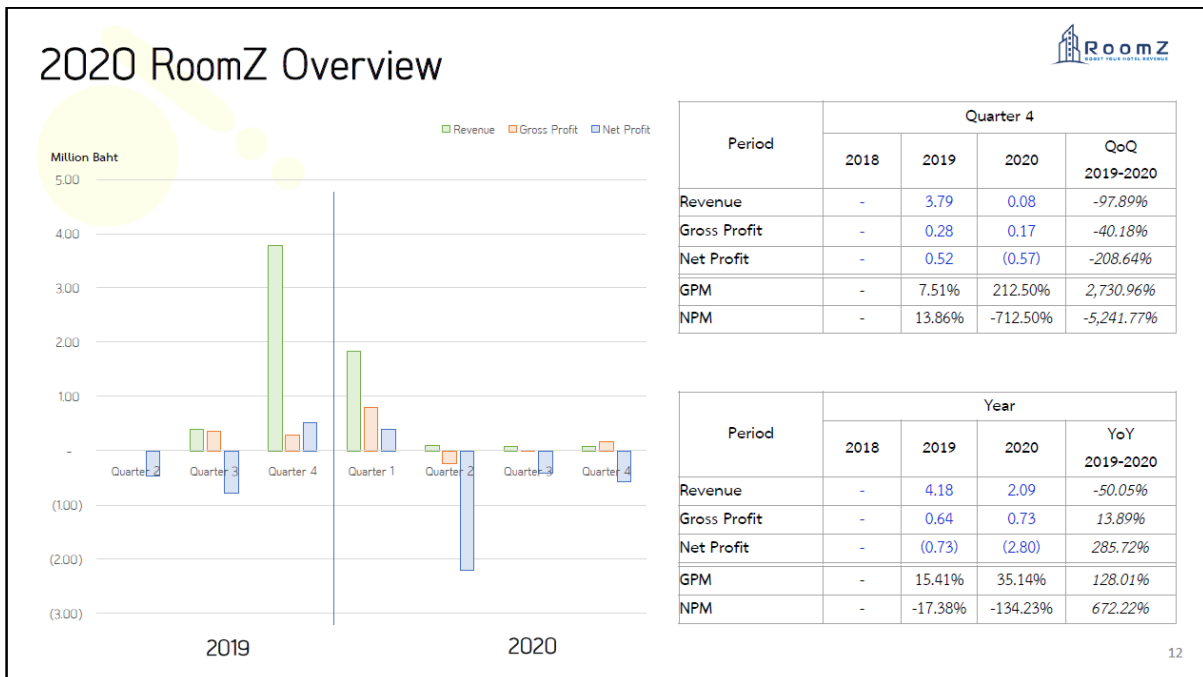 2020 RoomZ Overview
RoomZ
BOOST YOUR HOTEL REVENUE
Revenue Gross Profit Net Profit
Million Baht
5.00
4.00
3.00
2.00
1.00
-
(1.00)
(2.00)
(3.00)
Quarter 2 Quarter 3 Quarter 4 Quarter 1 Quarter 2 Quarter 3 Quarter 4
2019 2020
Period Quarter 4
2018 2019 2020 QoQ 2019-2020
Revenue - 3.79 0.08 -97.89%
Gross Profit - 0.28 0.17 -40.18%
Net Profit - 0.52 (0.57) -208.64%
GPM - 7.51% 212.50% 2,730.96%
NPM - 13.86% -712.50% -5,241.77%
Period Year
2018 2019 2020 YoY 2019-2020
Revenue - 4.18 2.09 -50.05%
Gross Profit - 0.64 0.73 13.89%
Net Profit - (0.73) (2.80) 285.72%
GPM - 15.41% 35.14% 128.01%
NPM - -17.38% -134.23% 672.22%
12